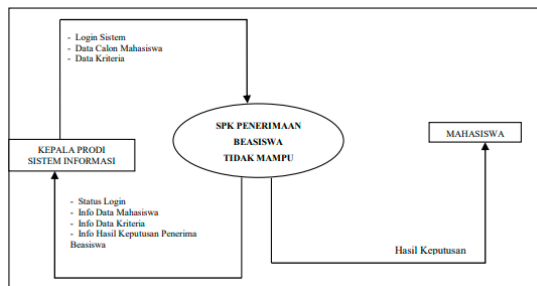 - Login Sistem
- Data Calon Mahasiswa
- Data Kriteria
SPK PENERIMAAN
BEASISWA
TIDAK MAMPU
KEPALA PRODI
SISTEM INFORMASI
MAHASISWA
- Status Login
- Info Data Mahasiswa
- Info Data Kriteria
- Info Hasil Keputusan Penerima
Beasiswa
Hasil Keputusan